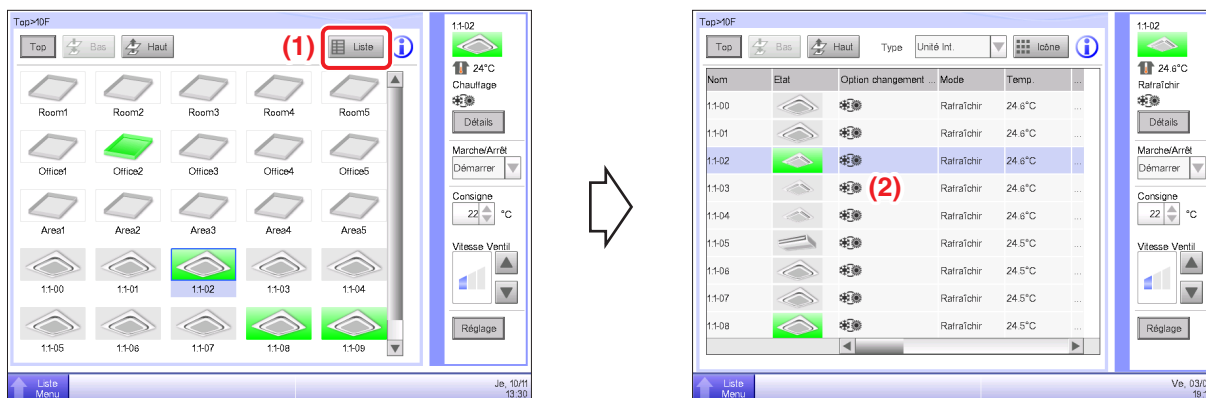 Top>10F
Top Bas Haut (1) Liste
Room1 Room2 Room3 Room4 Room5
Office1 Office2 Office3 Office4 Office5
Area1 Area2 Area3 Area4 Area5
1:1-00 1:1-01 1:1-02 1:1-03 1:1-04
1:1-05 1:1-06 1:1-07 1:1-08 1:1-09
1:1-02
24°C
Chauffage
Détails
Marche/Arrêt
Démarrer
Consigne
22 °C
Vitesse Ventil
Réglage
Liste
Menu
Je, 10/11
13:30
Top>10F
Top Bas Haut Type Unité Int. Icône
Nom Etat Option changement ... Mode Temp. ...
1:1-00 Rafraîchir 24.6°C ...
1:1-01 Rafraîchir 24.6°C ...
1:1-02 Rafraîchir 24.6°C ...
1:1-03 (2) Rafraîchir 24.6°C ...
1:1-04 Rafraîchir 24.6°C ...
1:1-05 Rafraîchir 24.5°C ...
1:1-06 Rafraîchir 24.5°C ...
1:1-07 Rafraîchir 24.5°C ...
1:1-08 Rafraîchir 24.5°C ...
1:1-02
24.6°C
Rafraîchir
Détails
Marche/Arrêt
Démarrer
Consigne
22 °C
Vitesse Ventil
Réglage
Liste
Menu
Ve, 03/0
19:1